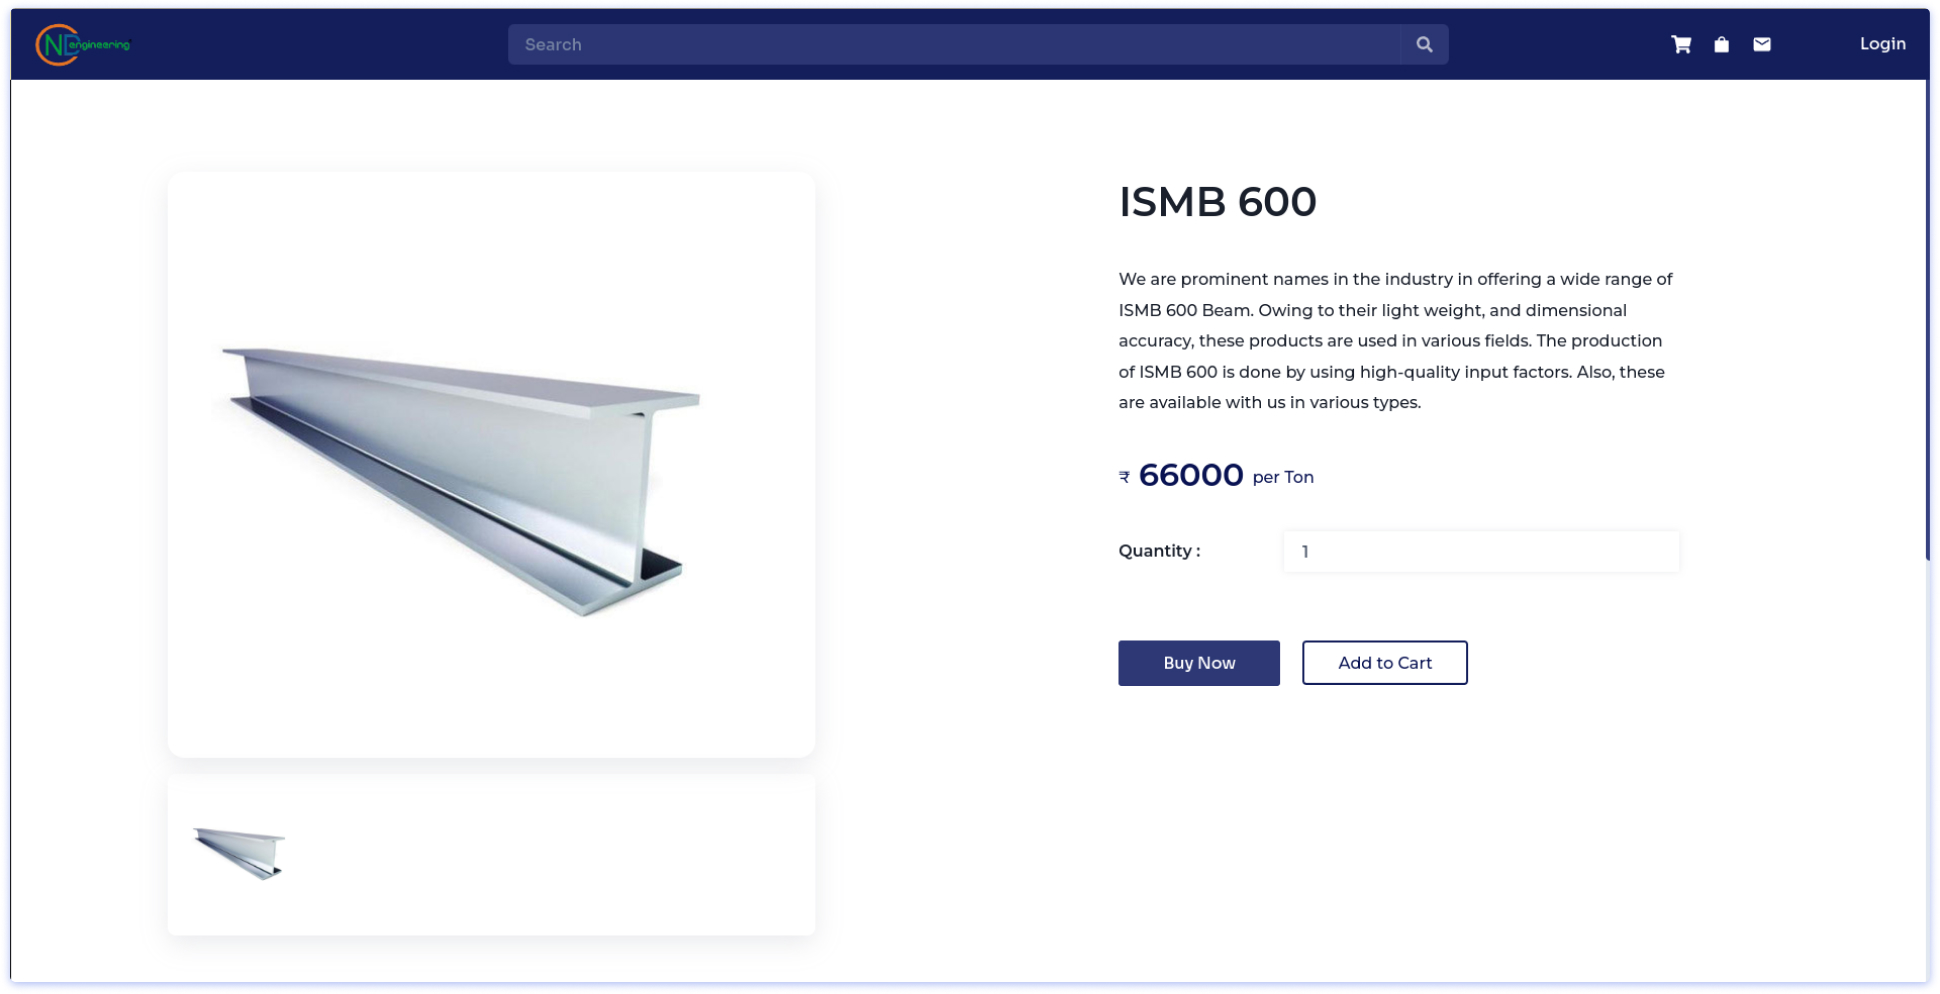 ND engineering
Search
Login
ISMB 600
We are prominent names in the industry in offering a wide range of
ISMB 600 Beam. Owing to their light weight, and dimensional
accuracy, these products are used in various fields. The production
of ISMB 600 is done by using high-quality input factors. Also, these
are available with us in various types.
₹ 66000 per Ton
Quantity :
1
Buy Now
Add to Cart